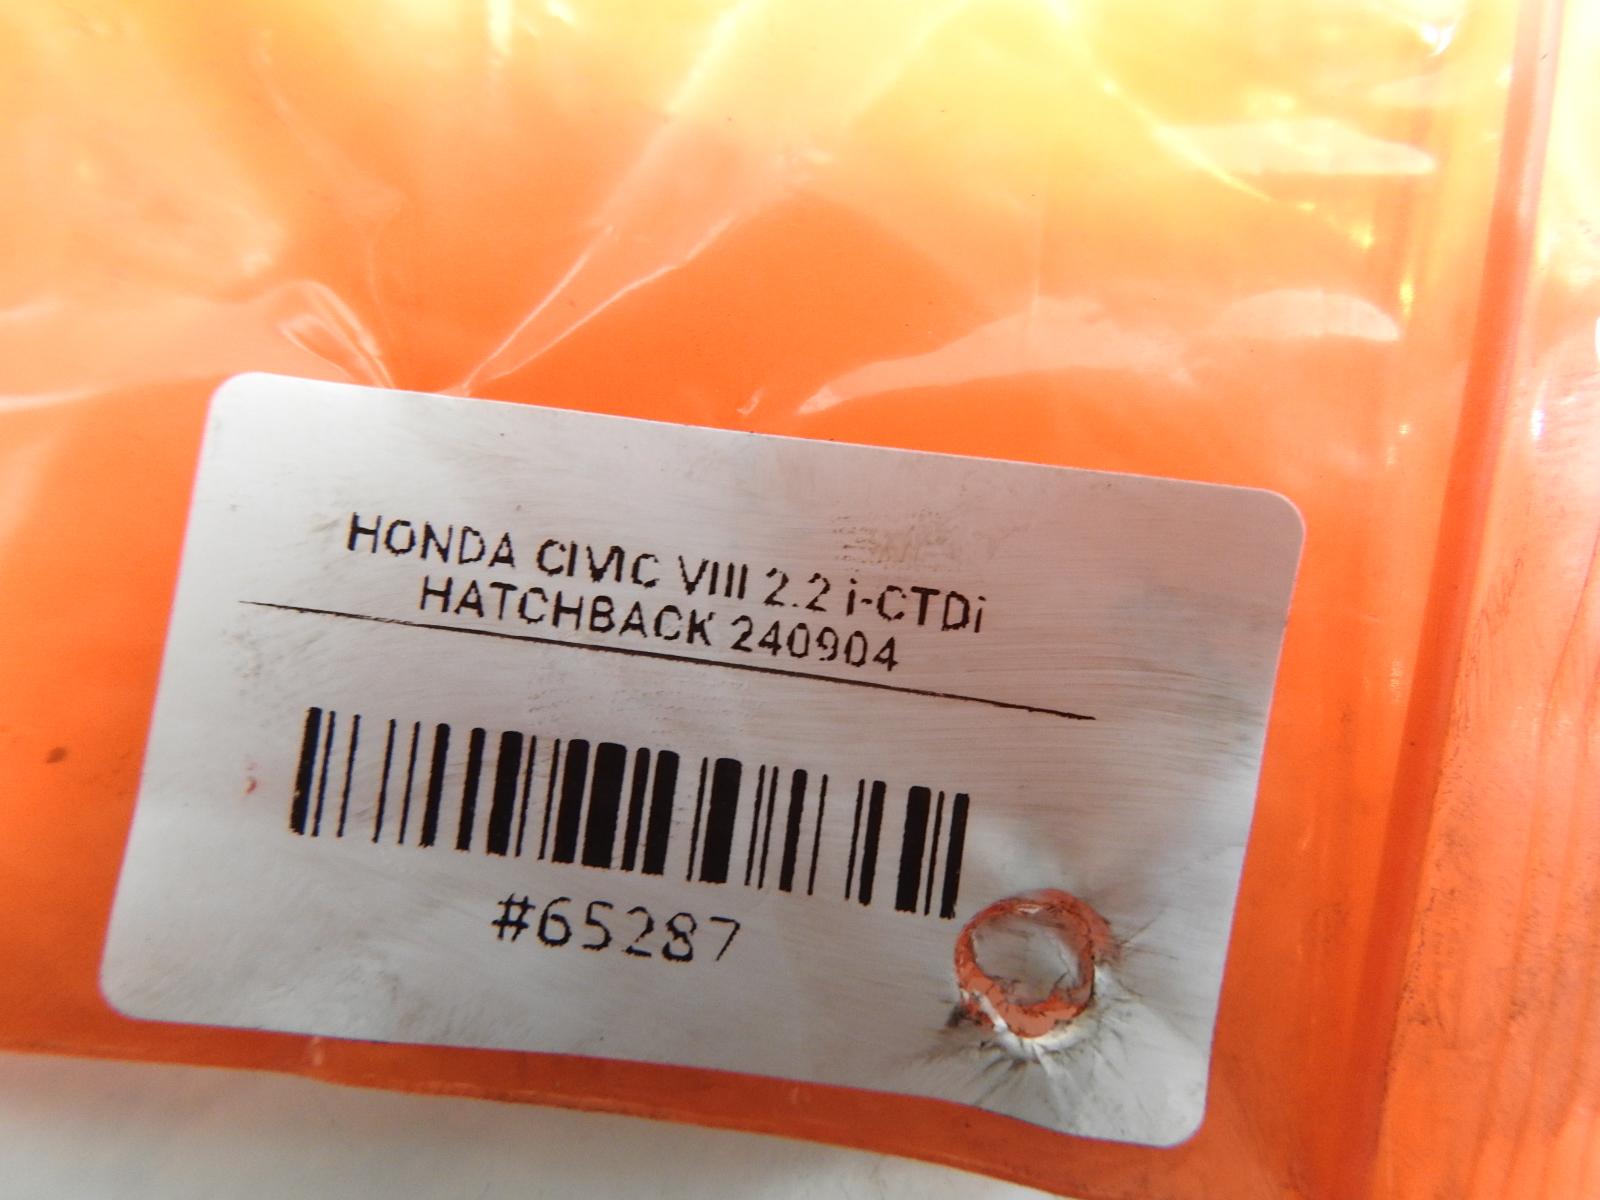 HONDA CIVIC VIII 2.2 i-CTDi
HATCHBACK 240904
#65287